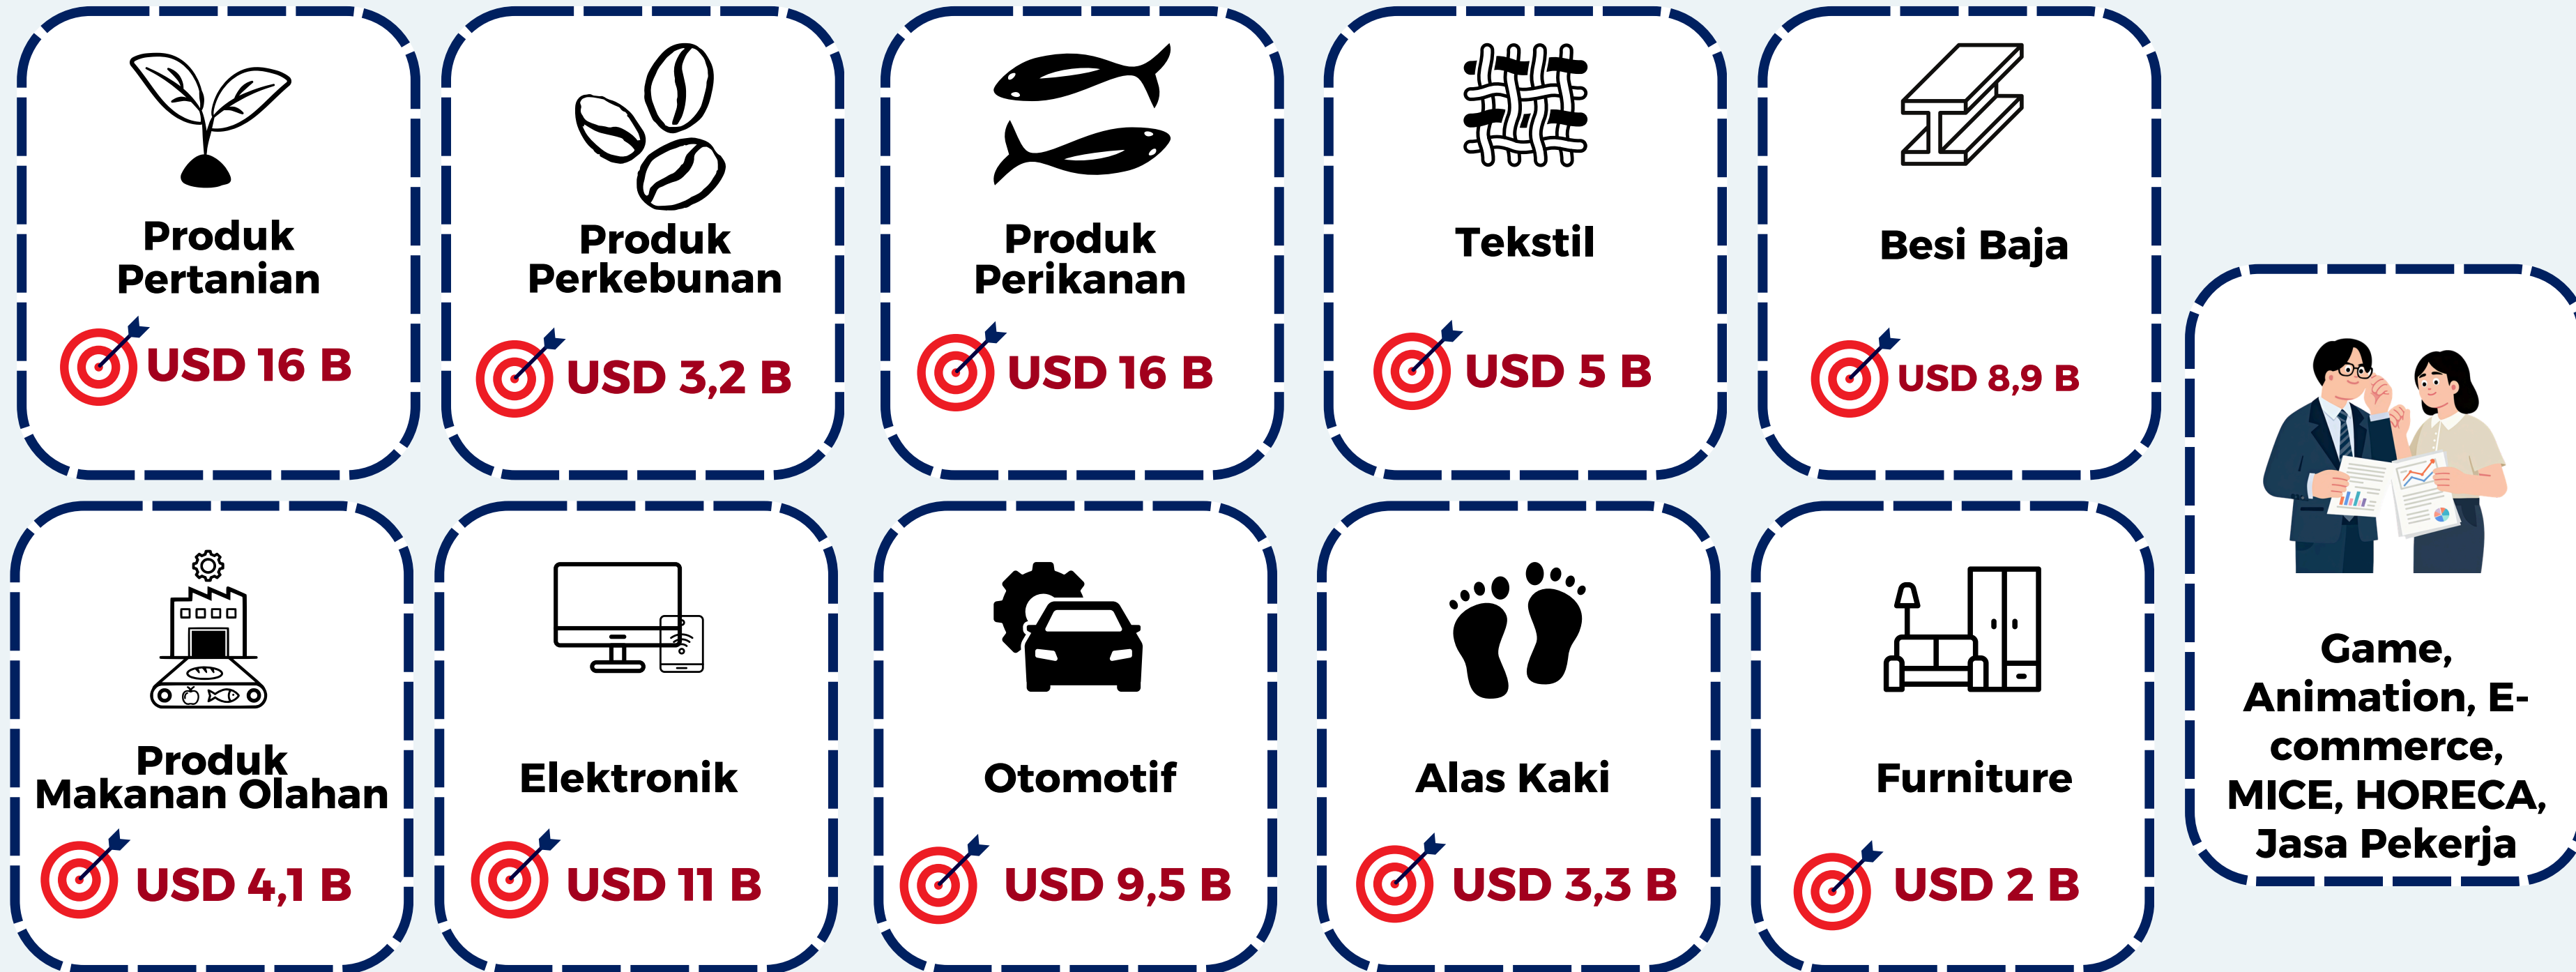 Produk
Pertanian
USD 16 B
Produk
Perkebunan
USD 3,2 B
Produk
Perikanan
USD 16 B
Tekstil
USD 5 B
Besi Baja
USD 8,9 B
Produk
Makanan Olahan
USD 4,1 B
Elektronik
USD 11 B
Otomotif
USD 9,5 B
Alas Kaki
USD 3,3 B
Furniture
USD 2 B
Game,
Animation, E-
commerce,
MICE, HORECA,
Jasa Pekerja